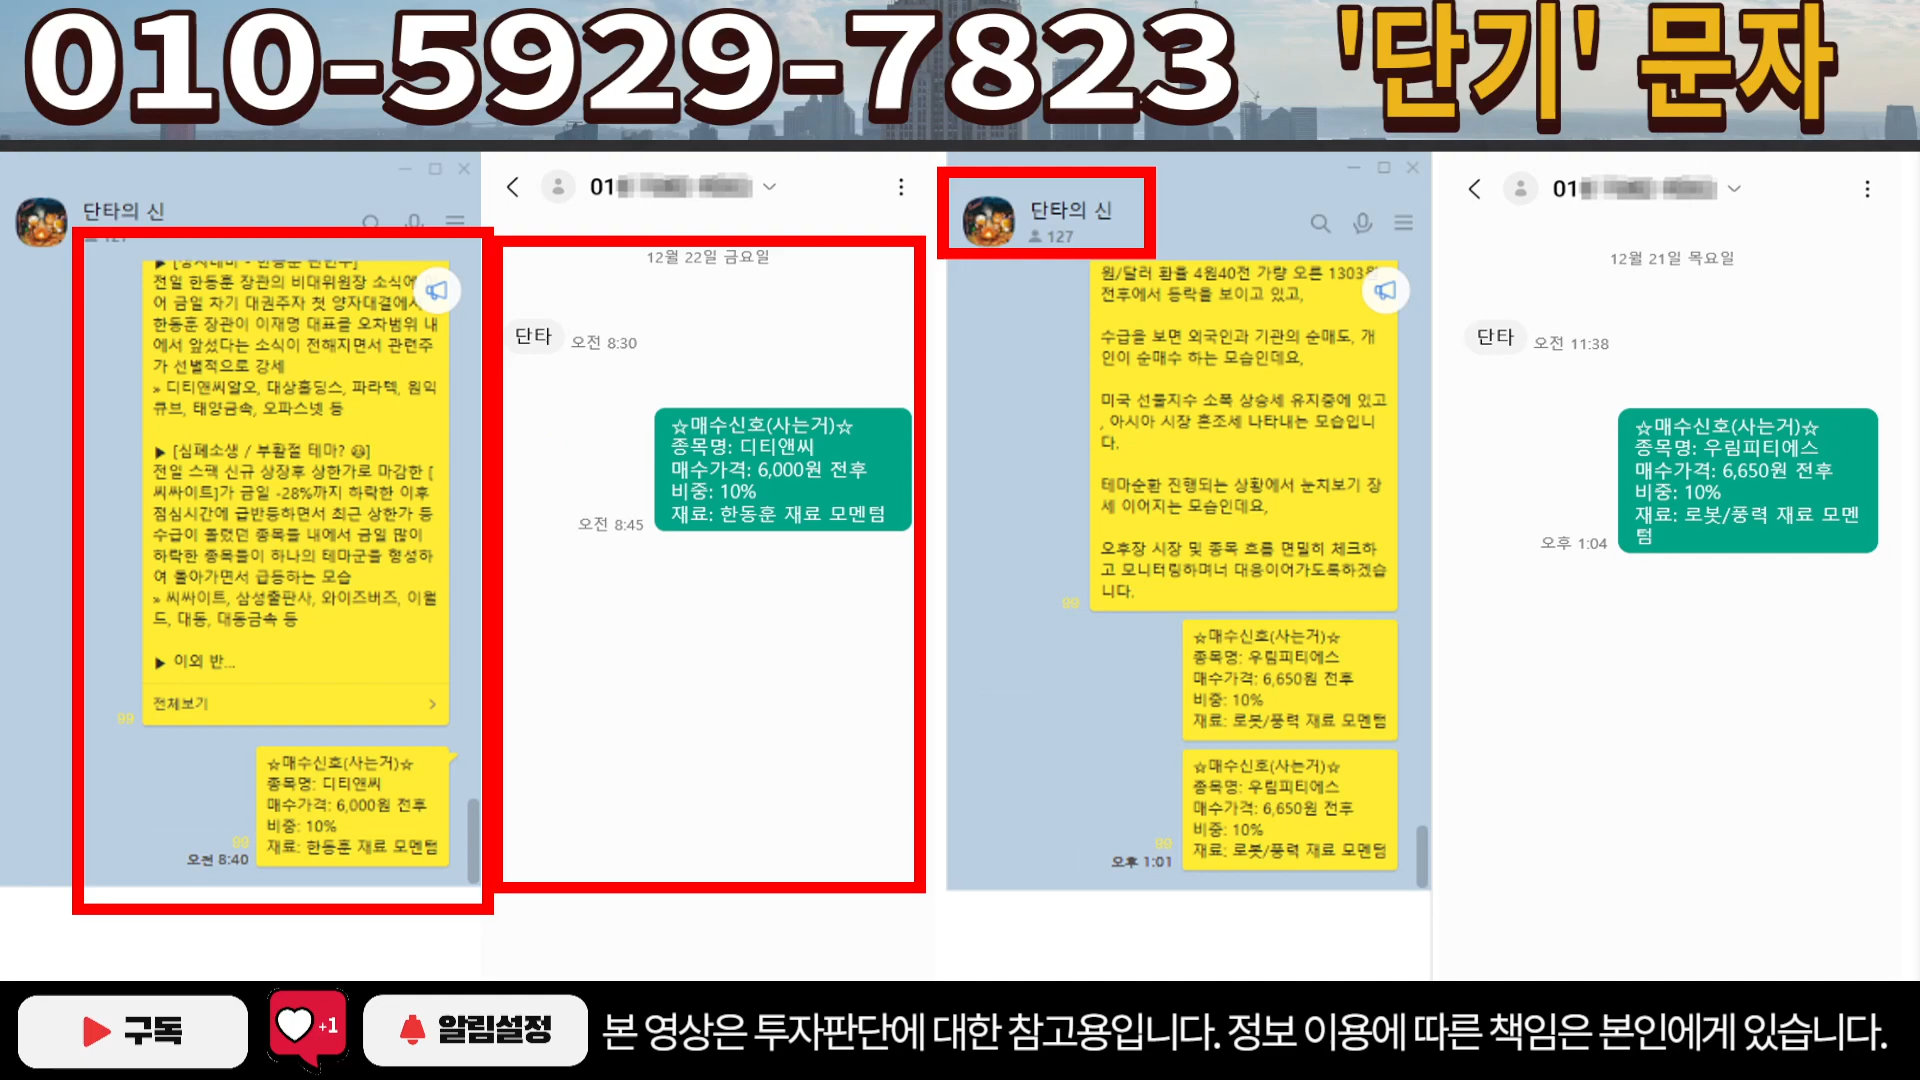 010-5929-7823 '단기' 문자
단타의 신
127
전일 한동훈 장관의 비대위원장 소식에
어 금일 차기 대권주자 첫 양자대결에서
한동훈 장관이 이재명 대표를 오차범위 내
에서 앞섰다는 소식이 전해지면서 관련주
가 선별적으로 강세
» 디티앤씨알오, 대상홀딩스, 파라텍, 원익
큐브, 태양금속, 오파스넷 등
▶ [심폐소생 / 부활절 테마? 😂]
전일 스팩 신규 상장후 상한가로 마감한 [
씨싸이트]가 금일 -28%까지 하락한 이후
점심시간에 급반등하면서 최근 상한가 등
수급이 몰렸던 종목들 내에서 금일 많이
하락한 종목들이 하나의 테마군을 형성하
여 돌아가면서 급등하는 모습
» 씨싸이트, 삼성출판사, 와이즈버즈, 이월
드, 대동, 대동금속 등
▶ 이외 반...
전체보기
99
☆매수신호(사는거)☆
종목명: 디티앤씨
매수가격: 6,000원 전후
비중: 10%
재료: 한동훈 재료 모멘텀
99
오전 8:40
01
12월 22일 금요일
단타 오전 8:30
☆매수신호(사는거)☆
종목명: 디티앤씨
매수가격: 6,000원 전후
비중: 10%
재료: 한동훈 재료 모멘텀
오전 8:45
단타의 신
127
원/달러 환율 4원40전 가량 오른 1303원
전후에서 등락을 보이고 있고,
수급을 보면 외국인과 기관의 순매도, 개
인이 순매수 하는 모습인데요,
미국 선물지수 소폭 상승세 유지중에 있고
, 아시아 시장 혼조세 나타내는 모습입니
다.
테마순환 진행되는 상황에서 눈치보기 장
세 이어지는 모습인데요,
오후장 시장 및 종목 흐름 면밀히 체크하
고 모니터링하며너 대응이어가도록하겠습
니다.
99
☆매수신호(사는거)☆
종목명: 우림피티에스
매수가격: 6,650원 전후
비중: 10%
재료: 로봇/풍력 재료 모멘텀
☆매수신호(사는거)☆
종목명: 우림피티에스
매수가격: 6,650원 전후
비중: 10%
재료: 로봇/풍력 재료 모멘텀
99
오후 1:01
01
12월 21일 목요일
단타 오전 11:38
☆매수신호(사는거)☆
종목명: 우림피티에스
매수가격: 6,650원 전후
비중: 10%
재료: 로봇/풍력 재료 모멘
텀
오후 1:04
구독 +1 알림설정 본 영상은 투자판단에 대한 참고용입니다. 정보 이용에 따른 책임은 본인에게 있습니다.